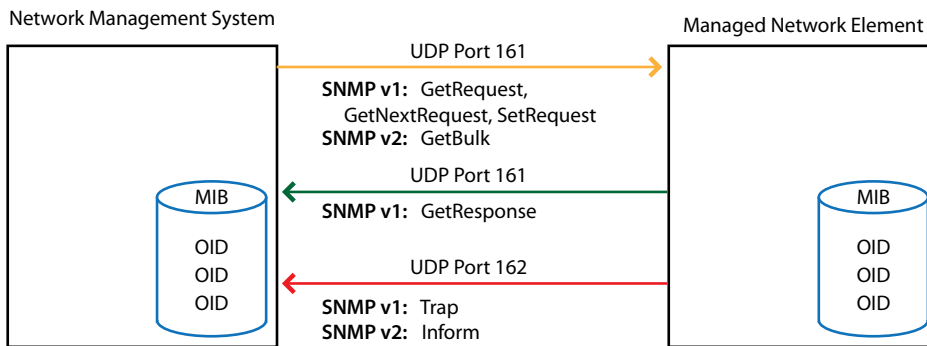 Network Management System
Managed Network Element
UDP Port 161
SNMP v1: GetRequest,
GetNextRequest, SetRequest
SNMP v2: GetBulk
UDP Port 161
SNMP v1: GetResponse
UDP Port 162
SNMP v1: Trap
SNMP v2: Inform
MIB
OID
OID
OID
MIB
OID
OID
OID